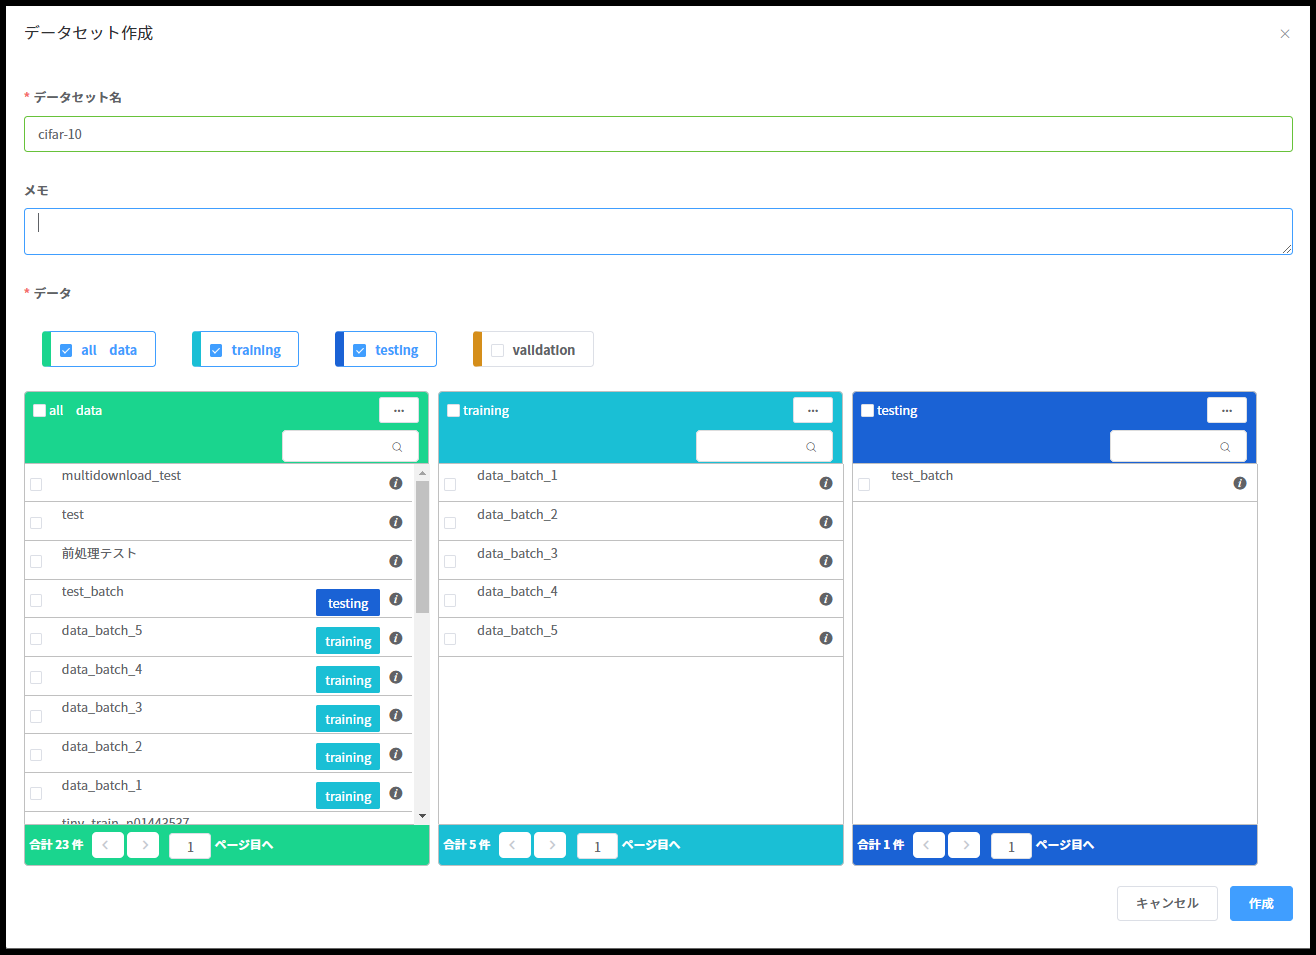 データセット作成
* データセット名
cifar-10
メモ
* データ
all data
training
testing
validation
all data
...
multidownload_test
test
前処理テスト
test_batch testing
data_batch_5 training
data_batch_4 training
data_batch_3 training
data_batch_2 training
data_batch_1 training
tiny_train_n01443537
合計 23 件 1 ページ目へ
training
...
data_batch_1
data_batch_2
data_batch_3
data_batch_4
data_batch_5
合計 5 件 1 ページ目へ
testing
...
test_batch
合計 1 件 1 ページ目へ
キャンセル
作成